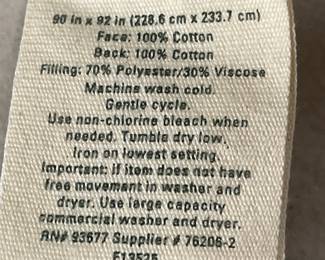 90 in x 92 in (228.6 cm x 233.7 cm)
Face: 100% Cotton
Back: 100% Cotton
Filling: 70% Polyester/30% Viscose
Machine wash cold.
Gentle cycle.
Use non-chlorine bleach when
needed. Tumble dry low.
Iron on lowest setting.
Important: if item does not have
free movement in washer and
dryer. Use large capacity
commercial washer and dryer.
RN# 93677 Supplier # 76206-2